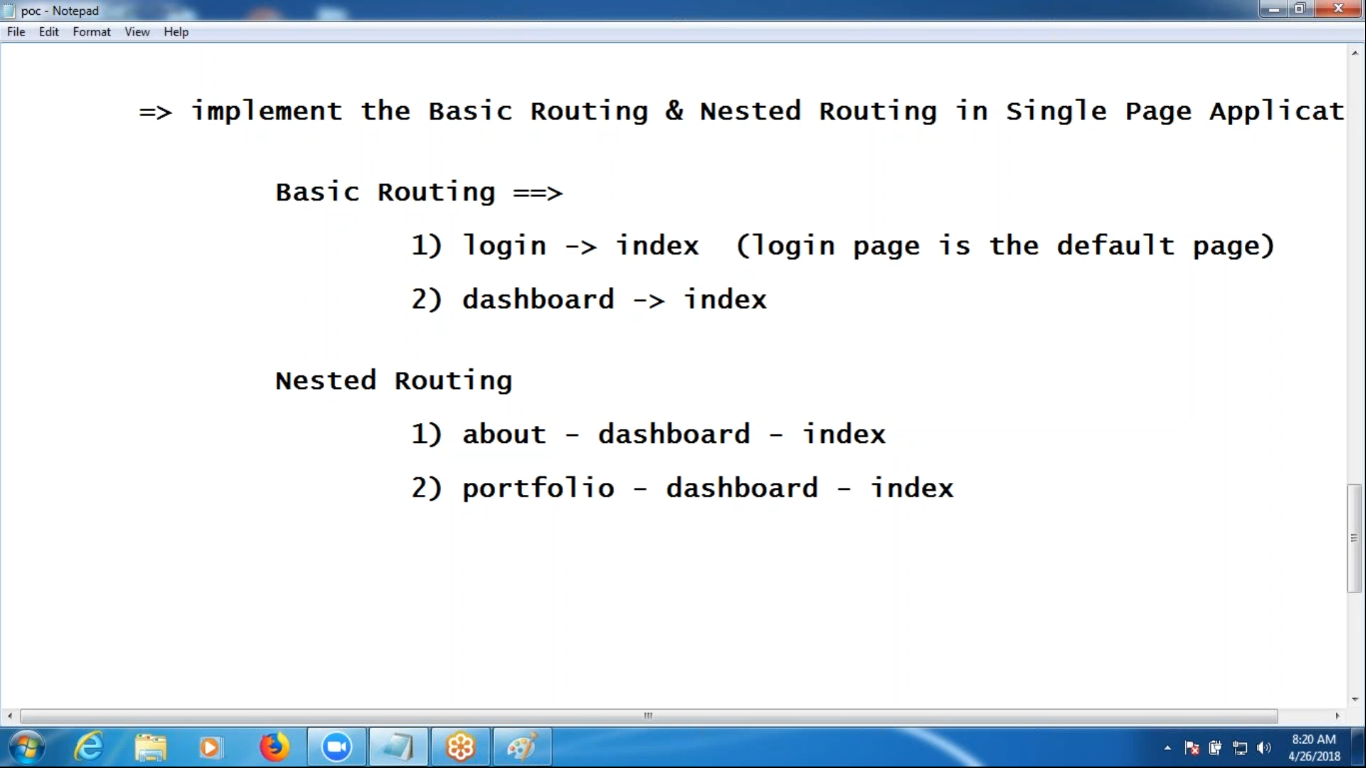 poc - Notepad
File Edit Format View Help
=> implement the Basic Routing & Nested Routing in Single Page Applicat
Basic Routing ==>
1) login -> index (login page is the default page)
2) dashboard -> index
Nested Routing
1) about - dashboard - index
2) portfolio - dashboard - index
8:20 AM
4/26/2018